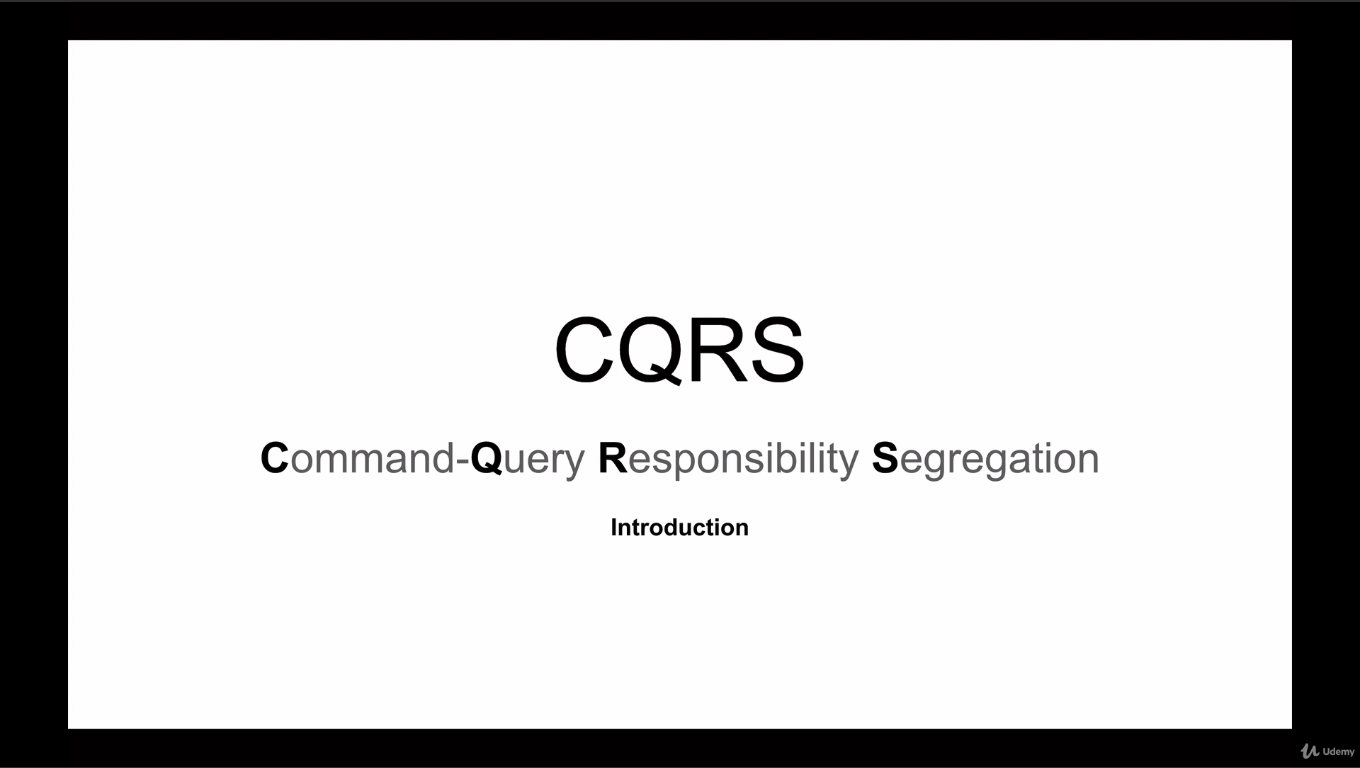 CQRS
Command-Query Responsibility Segregation
Introduction
Udemy